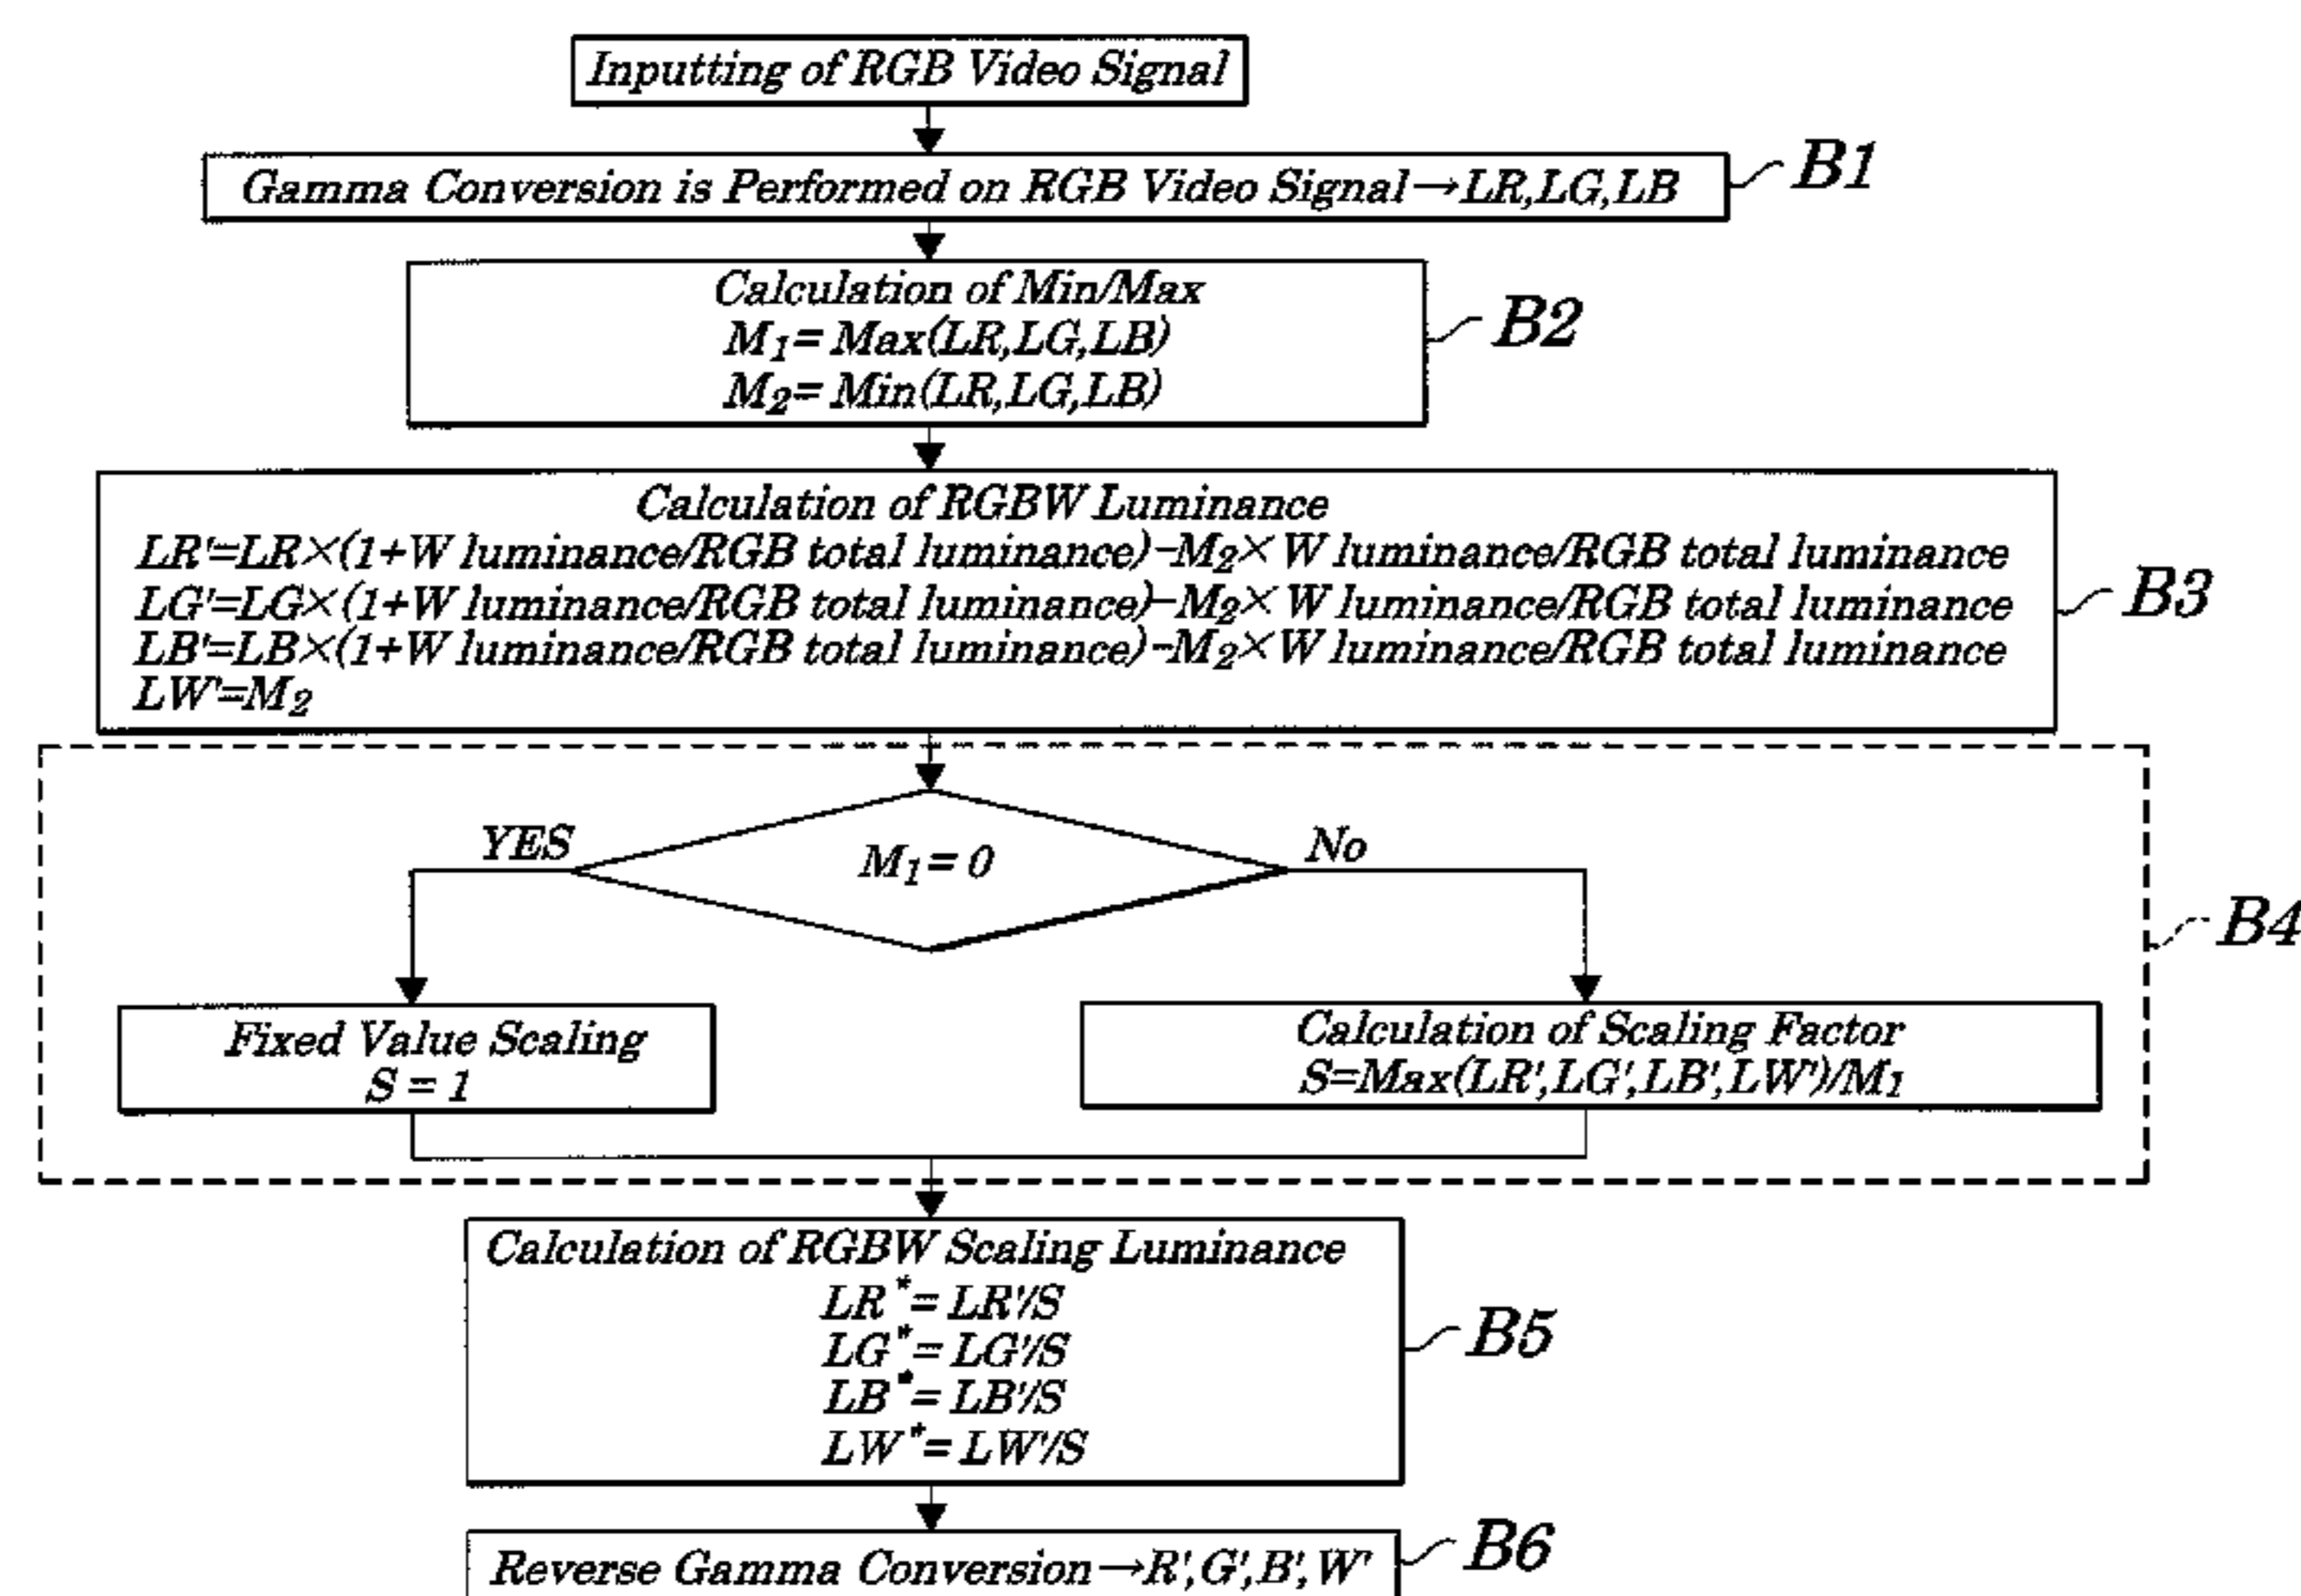 Inputting of RGB Video Signal
Gamma Conversion is Performed on RGB Video Signal→LR,LG,LB
B1
Calculation of Min/Max
M1=Max(LR,LG,LB)
M2=Min(LR,LG,LB)
B2
Calculation of RGBW Luminance
LR'=LR×(1+W luminance/RGB total luminance)-M2×W luminance/RGB total luminance
LG'=LG×(1+W luminance/RGB total luminance)-M2×W luminance/RGB total luminance
LB'=LB×(1+W luminance/RGB total luminance)-M2×W luminance/RGB total luminance
LW'=M2
B3
YES
M1=0
No
B4
Fixed Value Scaling
S=1
Calculation of Scaling Factor
S=Max(LR',LG',LB',LW')/M1
Calculation of RGBW Scaling Luminance
LR*=LR'/S
LG*=LG'/S
LB*=LB'/S
LW*=LW'/S
B5
Reverse Gamma Conversion→R',G',B',W'
B6